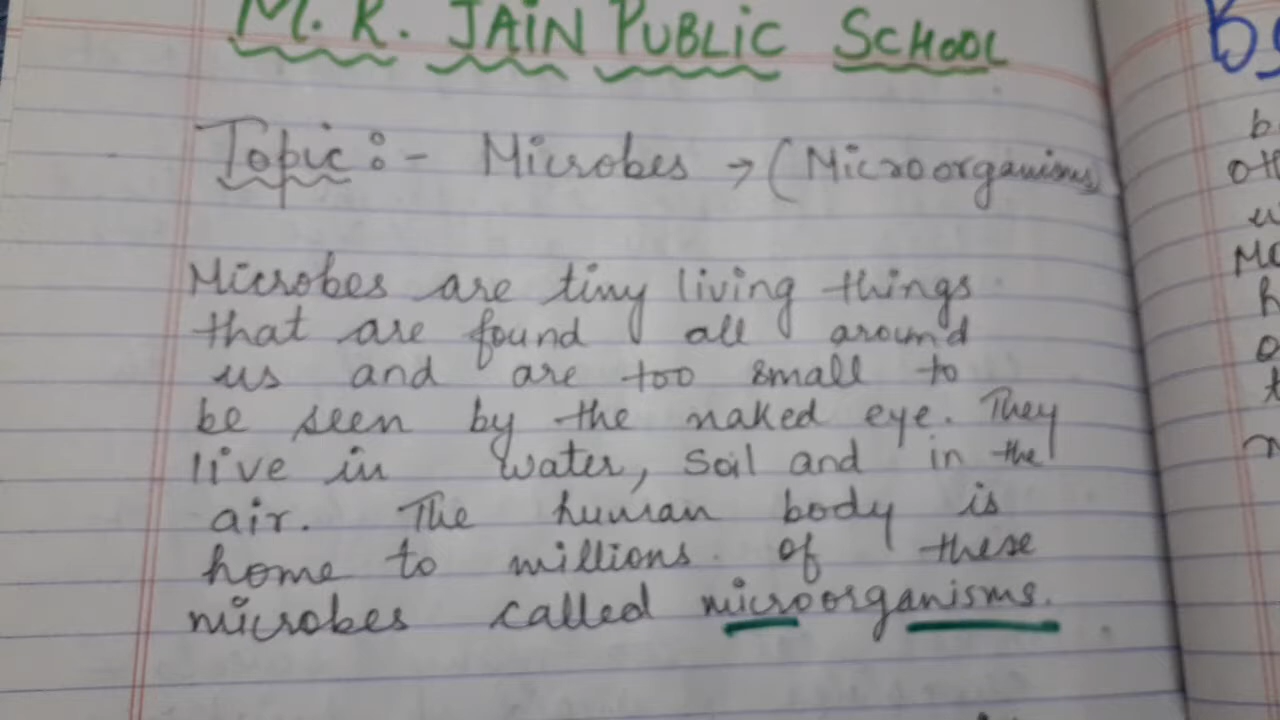 M. R. JAIN PUBLIC SCHOOL
Topic:- Microbes → (Microorganisms)
Microbes are tiny living things
that are found all around
us and are too small to
be seen by the naked eye. They
live in water, soil and in the
air. The human body is
home to millions of these
microbes called microorganisms.